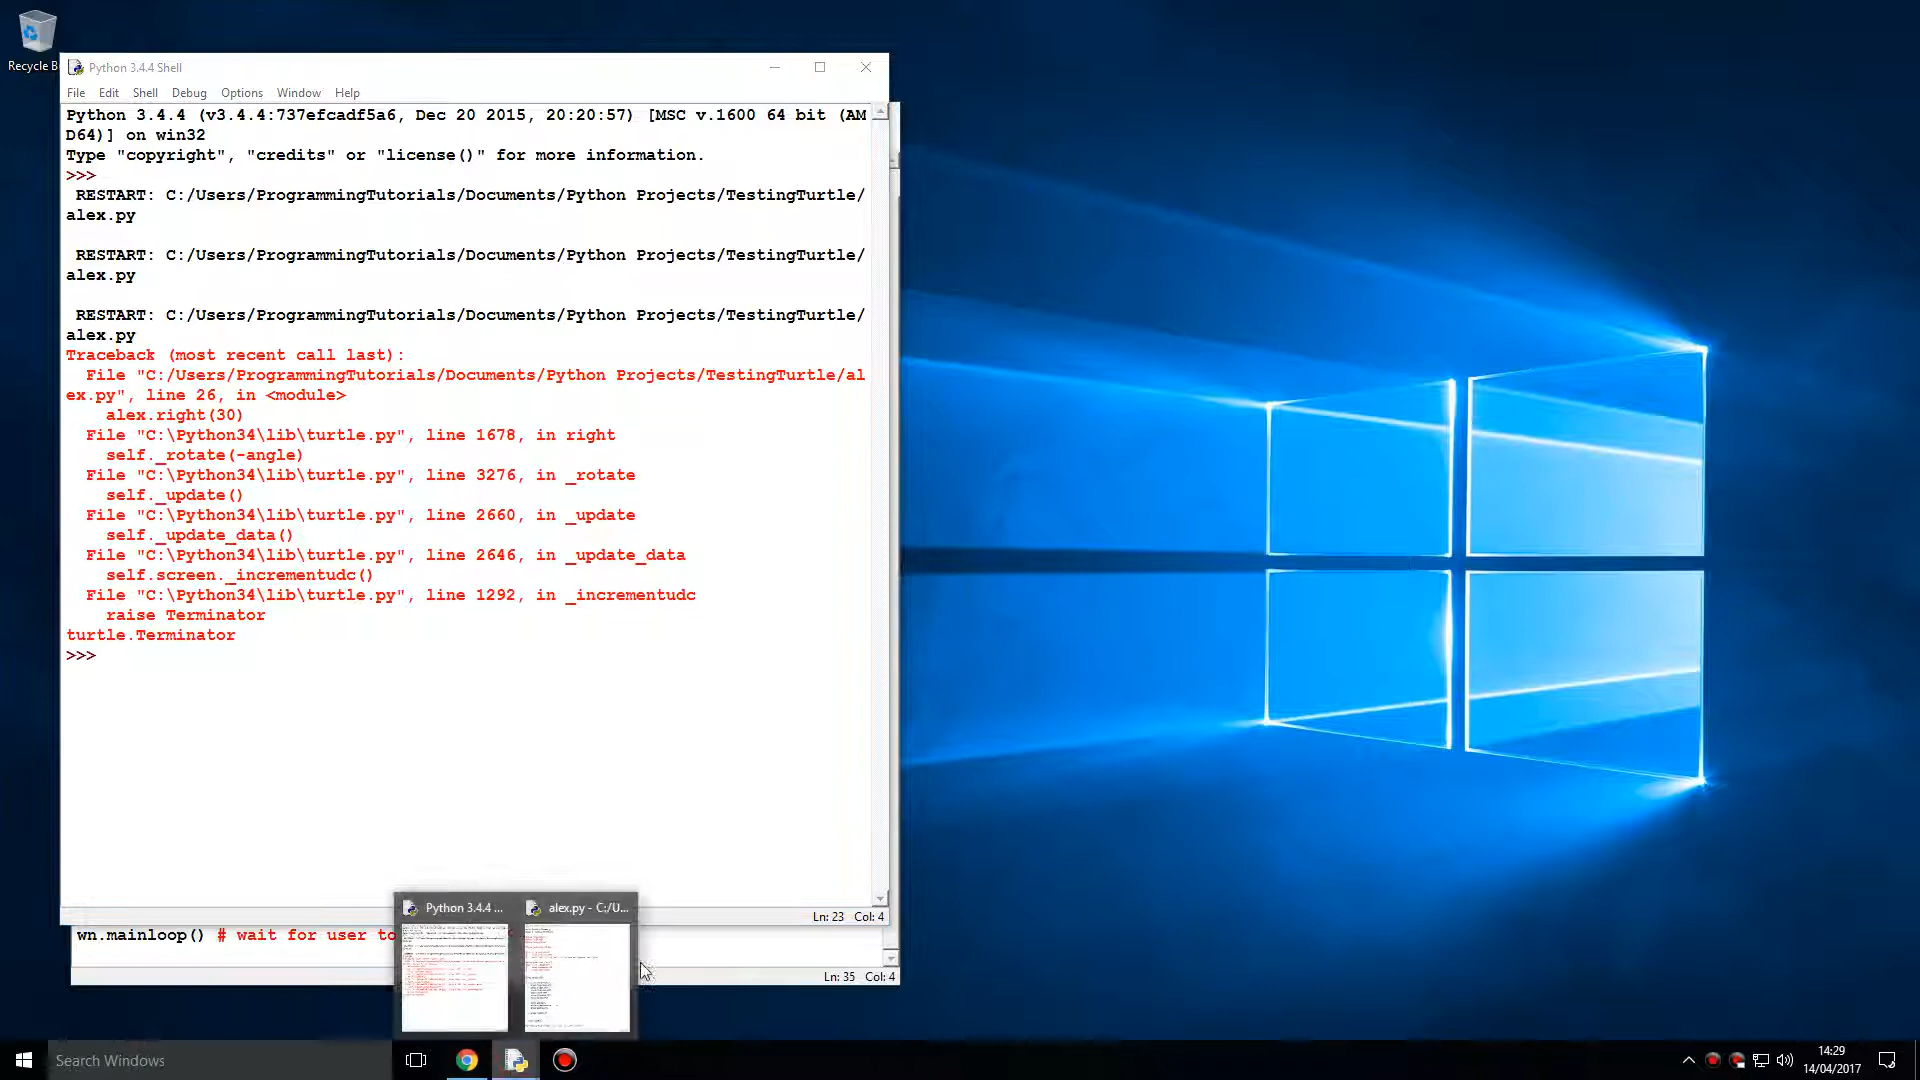 Recycle B
Python 3.4.4 Shell
File Edit Shell Debug Options Window Help
Python 3.4.4 (v3.4.4:737efcadf5a6, Dec 20 2015, 20:20:57) [MSC v.1600 64 bit (AM
D64)] on win32
Type "copyright", "credits" or "license()" for more information.
>>>
RESTART: C:/Users/ProgrammingTutorials/Documents/Python Projects/TestingTurtle/
alex.py
RESTART: C:/Users/ProgrammingTutorials/Documents/Python Projects/TestingTurtle/
alex.py
RESTART: C:/Users/ProgrammingTutorials/Documents/Python Projects/TestingTurtle/
alex.py
Traceback (most recent call last):
File "C:/Users/ProgrammingTutorials/Documents/Python Projects/TestingTurtle/al
ex.py", line 26, in <module>
alex.right(30)
File "C:\Python34\lib\turtle.py", line 1678, in right
self._rotate(-angle)
File "C:\Python34\lib\turtle.py", line 3276, in _rotate
self._update()
File "C:\Python34\lib\turtle.py", line 2660, in _update
self._update_data()
File "C:\Python34\lib\turtle.py", line 2646, in _update_data
self.screen._incrementudc()
File "C:\Python34\lib\turtle.py", line 1292, in _incrementudc
raise Terminator
turtle.Terminator
>>>
Ln: 23 Col: 4
wn.mainloop() # wait for user to
Ln: 35 Col: 4
Python 3.4.4 ...
alex.py - C:/U...
Search Windows
14:29
14/04/2017